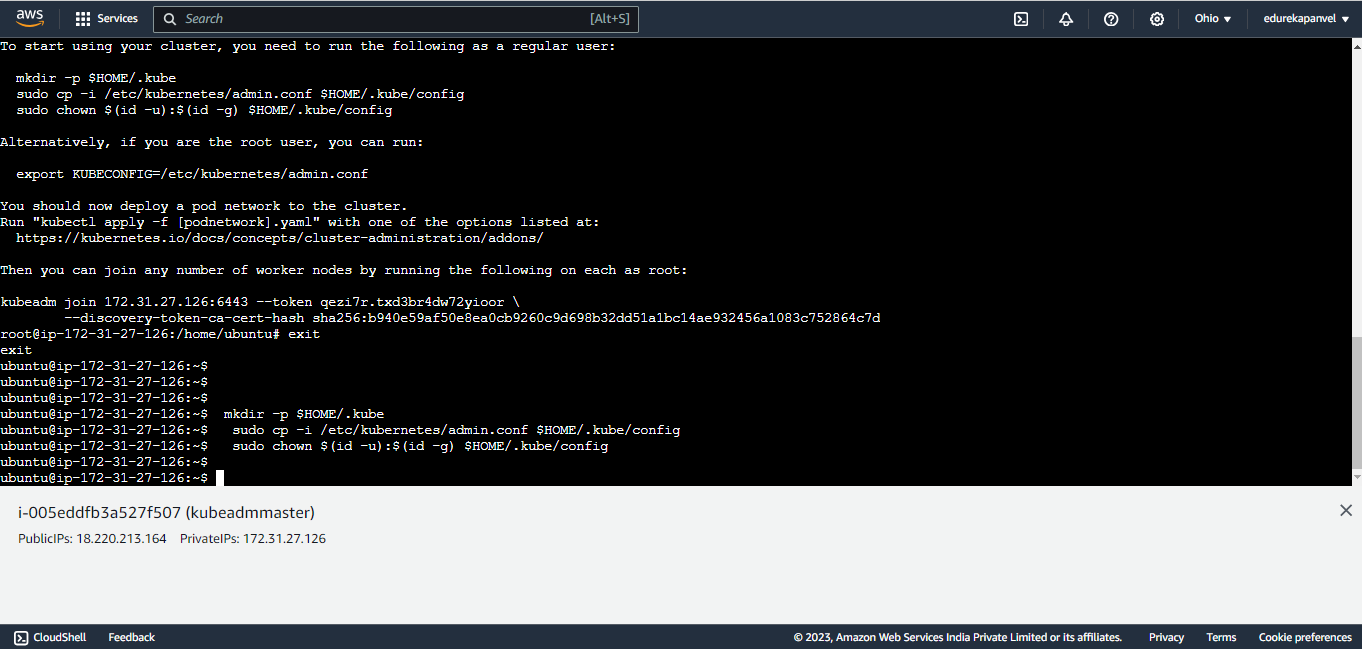 aws
Services
Search
[Alt+S]
Ohio
edurekapanvel
To start using your cluster, you need to run the following as a regular user:
mkdir -p $HOME/.kube
sudo cp -i /etc/kubernetes/admin.conf $HOME/.kube/config
sudo chown $(id -u):$(id -g) $HOME/.kube/config
Alternatively, if you are the root user, you can run:
export KUBECONFIG=/etc/kubernetes/admin.conf
You should now deploy a pod network to the cluster.
Run "kubectl apply -f [podnetwork].yaml" with one of the options listed at:
https://kubernetes.io/docs/concepts/cluster-administration/addons/
Then you can join any number of worker nodes by running the following on each as root:
kubeadm join 172.31.27.126:6443 --token qezi7r.txd3br4dw72yioor \
--discovery-token-ca-cert-hash sha256:b940e59af50e8ea0cb9260c9d698b32dd51a1bc14ae932456a1083c752864c7d
root@ip-172-31-27-126:/home/ubuntu# exit
exit
ubuntu@ip-172-31-27-126:~$
ubuntu@ip-172-31-27-126:~$
ubuntu@ip-172-31-27-126:~$
ubuntu@ip-172-31-27-126:~$  mkdir -p $HOME/.kube
ubuntu@ip-172-31-27-126:~$   sudo cp -i /etc/kubernetes/admin.conf $HOME/.kube/config
ubuntu@ip-172-31-27-126:~$   sudo chown $(id -u):$(id -g) $HOME/.kube/config
ubuntu@ip-172-31-27-126:~$
ubuntu@ip-172-31-27-126:~$
i-005eddfb3a527f507 (kubeadmmaster)
PublicIPs: 18.220.213.164 PrivateIPs: 172.31.27.126
CloudShell
Feedback
© 2023, Amazon Web Services India Private Limited or its affiliates.
Privacy
Terms
Cookie preferences